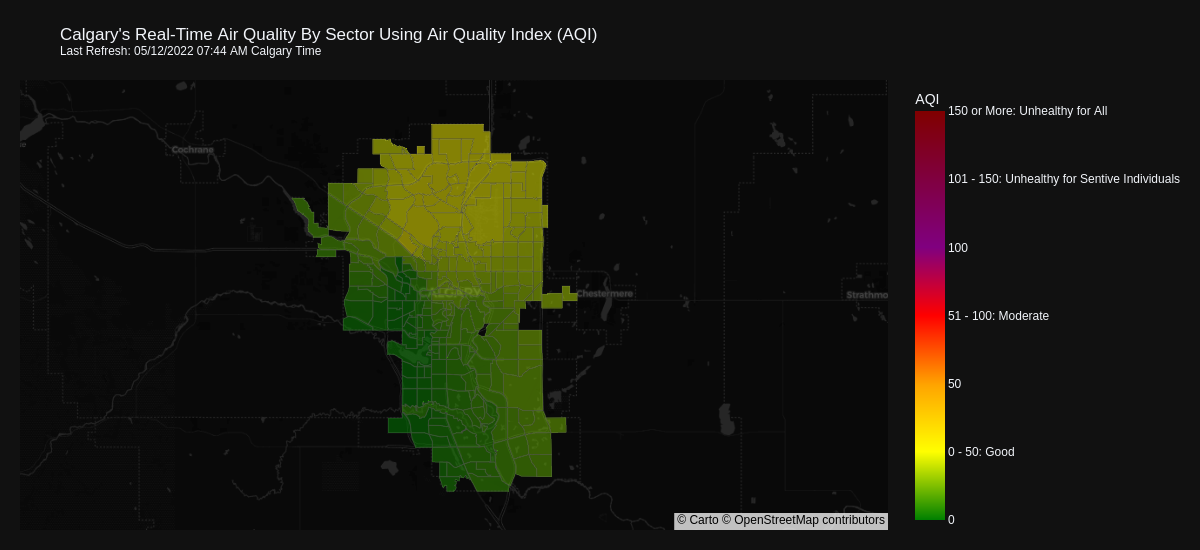 Calgary's Real-Time Air Quality By Sector Using Air Quality Index (AQI)
Last Refresh: 05/12/2022 07:44 AM Calgary Time
AQI
150 or More: Unhealthy for All
Cochrane
101 - 150: Unhealthy for Sentive Individuals
100
CALGARY
Chestermere
Strathmo
51 - 100: Moderate
50
0 - 50: Good
© Carto © OpenStreetMap contributors
0